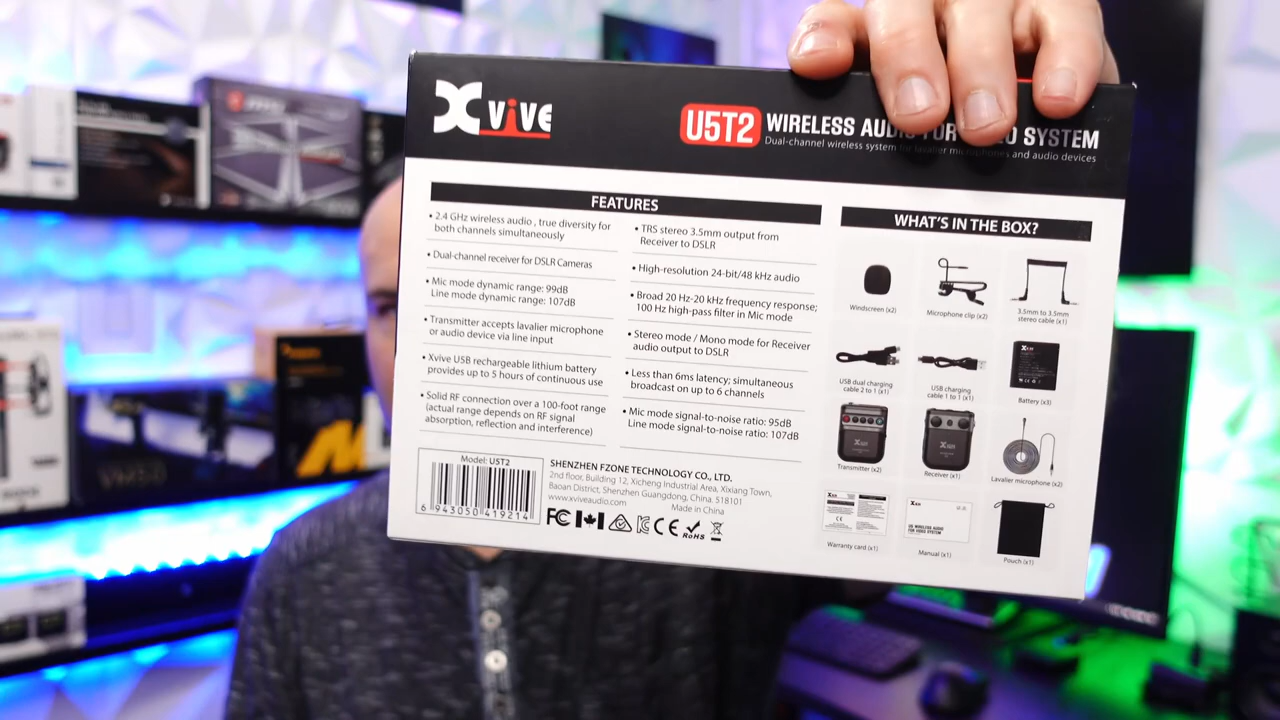 Xvive
U5T2 WIRELESS AUDIO FOR SYSTEM
Dual-channel wireless system for lavalier microphones and audio devices
FEATURES
• 2.4 GHz wireless audio , true diversity for
both channels simultaneously
• Dual-channel receiver for DSLR Cameras
• Mic mode dynamic range: 99dB
Line mode dynamic range: 107dB
• Transmitter accepts lavalier microphone
or audio device via line input
• Xvive USB rechargeable lithium battery
provides up to 5 hours of continuous use
• Solid RF connection over a 100-foot range
(actual range depends on RF signal
absorption, reflection and interference)
• TRS stereo 3.5mm output from
Receiver to DSLR
• High-resolution 24-bit/48 kHz audio
• Broad 20 Hz-20 kHz frequency response;
100 Hz high-pass filter in Mic mode
• Stereo mode / Mono mode for Receiver
audio output to DSLR
• Less than 6ms latency; simultaneous
broadcast on up to 6 channels
• Mic mode signal-to-noise ratio: 95dB
Line mode signal-to-noise ratio: 107dB
WHAT'S IN THE BOX?
Windscreen (x2)
Microphone clip (x2)
3.5mm to 3.5mm
stereo cable (x1)
USB dual charging
cable 2 to 1 (x1)
USB charging
cable 1 to 1 (x1)
Battery (x3)
Transmitter (x2)
Receiver (x1)
Lavalier microphone (x2)
Warranty card (x1)
Manual (x1)
Pouch (x1)
Model: U5T2
6 943050 419214
SHENZHEN FZONE TECHNOLOGY CO., LTD.
2nd floor, Building 12, Xicheng Industrial Area, Xixiang Town,
Baoan District, Shenzhen Guangdong, China. 518101
www.xviveaudio.com
Made in China
FC CE RoHS